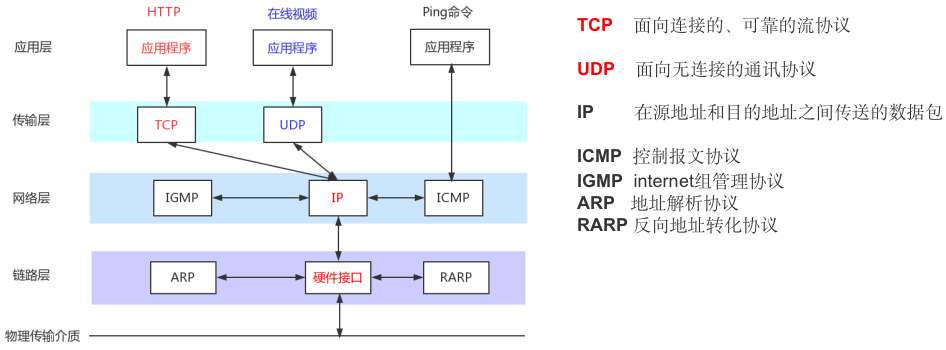 HTTP
在线视频
Ping命令
应用层
应用程序
应用程序
应用程序
传输层
TCP
UDP
网络层
IGMP
IP
ICMP
链路层
ARP
硬件接口
RARP
物理传输介质
TCP 面向连接的、可靠的流协议
UDP 面向无连接的通讯协议
IP 在源地址和目的地址之间传送的数据包
ICMP 控制报文协议
IGMP internet组管理协议
ARP 地址解析协议
RARP 反向地址转化协议